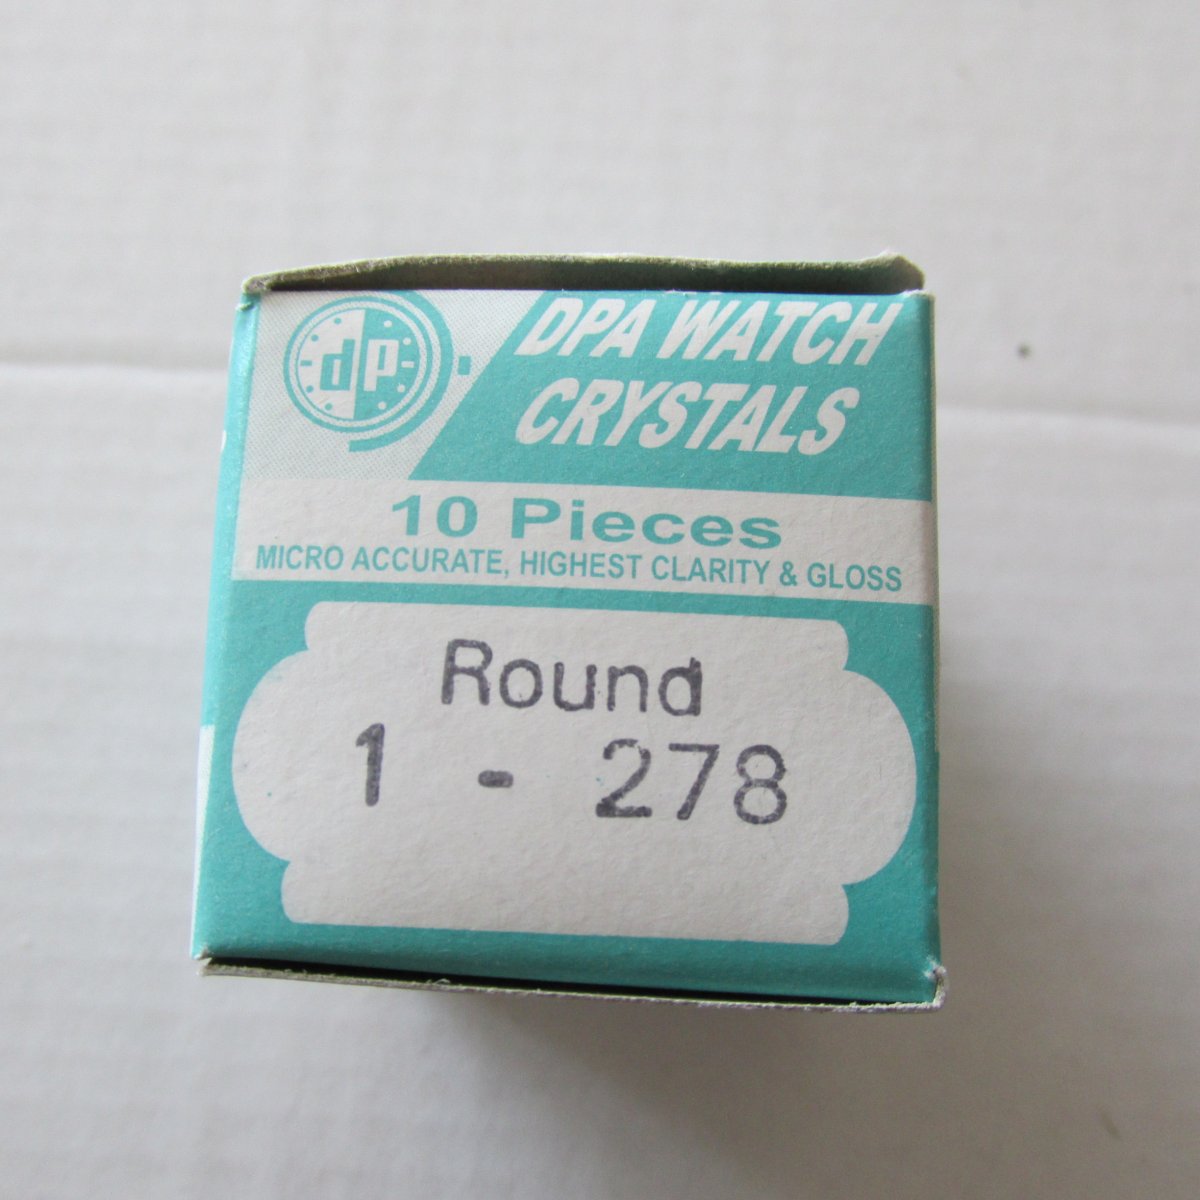 dp
DPA WATCH
CRYSTALS
10 Pieces
MICRO ACCURATE, HIGHEST CLARITY & GLOSS
Round
1 - 278